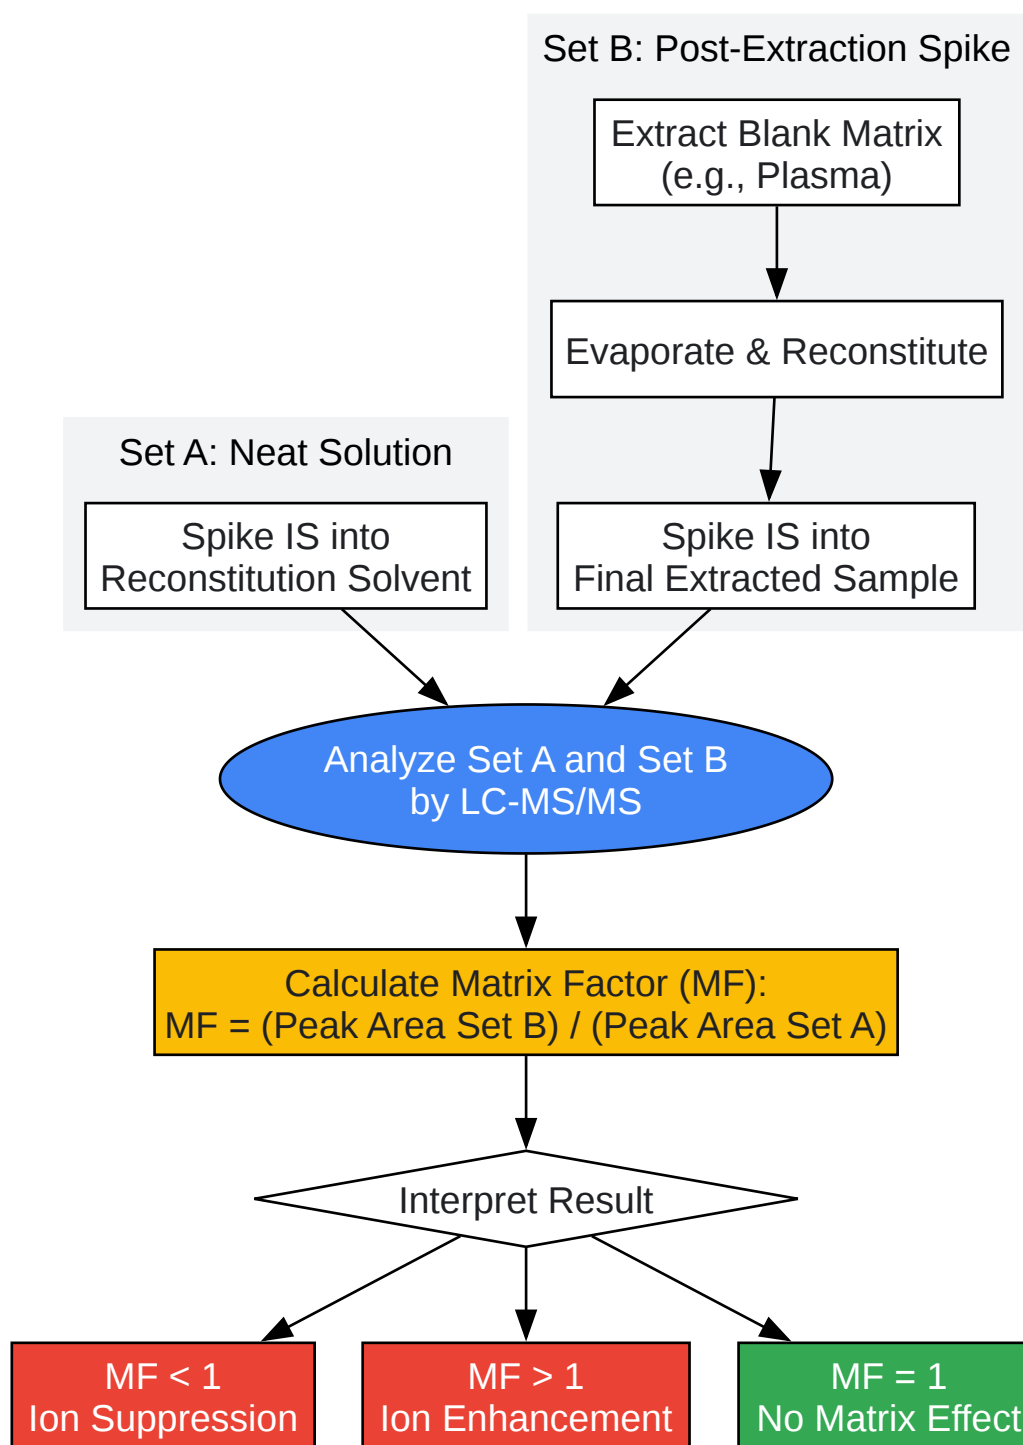 Set B: Post-Extraction Spike
Extract Blank Matrix
(e.g., Plasma)
Evaporate & Reconstitute
Set A: Neat Solution
Spike IS into
Reconstitution Solvent
Spike IS into
Final Extracted Sample
Analyze Set A and Set B
by LC-MS/MS
Calculate Matrix Factor (MF):
MF = (Peak Area Set B) / (Peak Area Set A)
Interpret Result
MF < 1
Ion Suppression
MF > 1
Ion Enhancement
MF = 1
No Matrix Effect